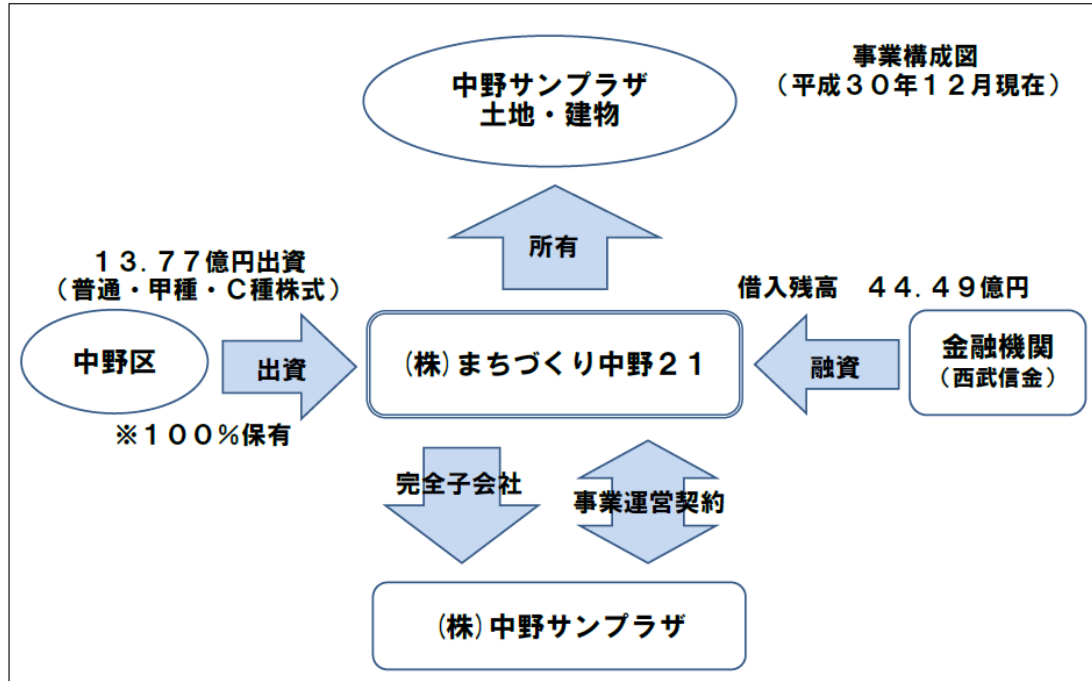 事業構成図
（平成３０年１２月現在）
中野サンプラザ
土地・建物
所有
１３．７７億円出資
（普通・甲種・Ｃ種株式）
中野区
出資
※１００％保有
(株)まちづくり中野２１
借入残高　４４．４９億円
融資
金融機関
（西武信金）
完全子会社
事業運営契約
(株)中野サンプラザ